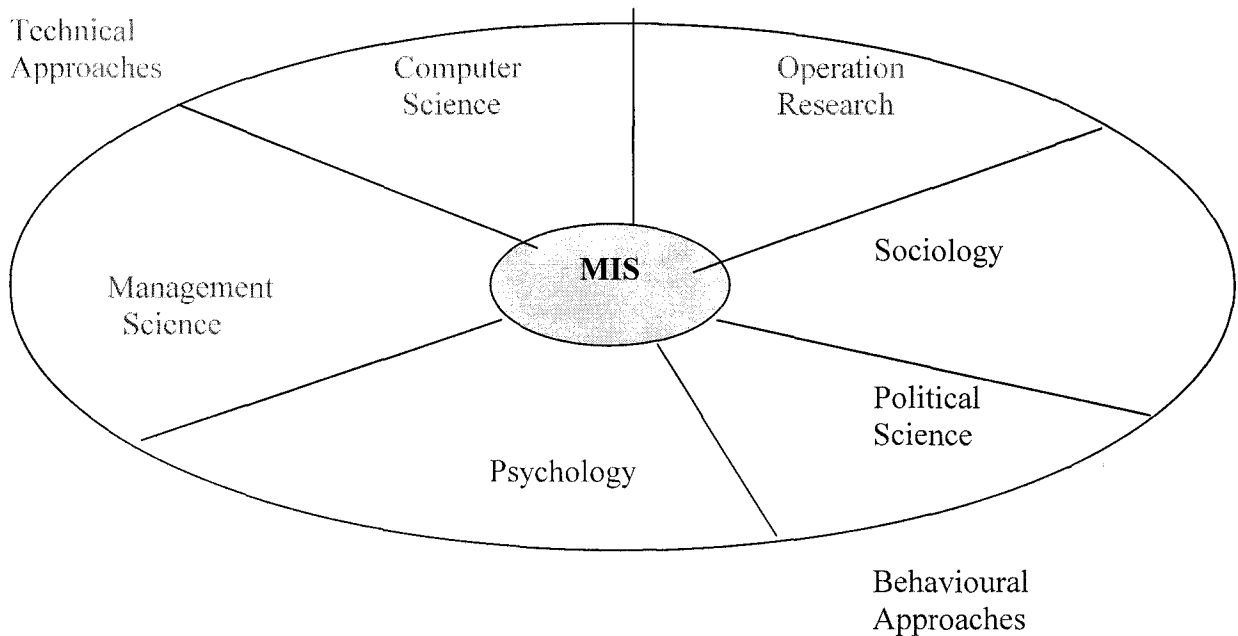 Technical
Approaches
Computer
Science
Operation
Research
MIS
Sociology
Management
Science
Political
Science
Psychology
Behavioural
Approaches